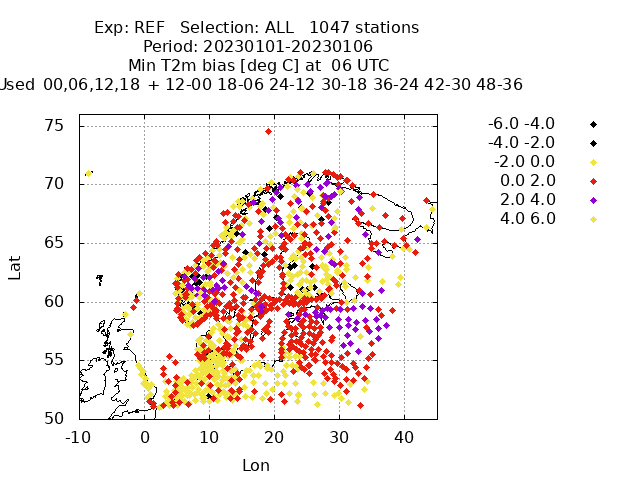 Exp: REF Selection: ALL 1047 stations
Period: 20230101-20230106
Min T2m bias [deg C] at 06 UTC
Used 00,06,12,18 + 12-00 18-06 24-12 30-18 36-24 42-30 48-36
-6.0 -4.0
-4.0 -2.0
-2.0 0.0
0.0 2.0
2.0 4.0
4.0 6.0
75
70
65
60
55
50
Lat
-10 0 10 20 30 40
Lon